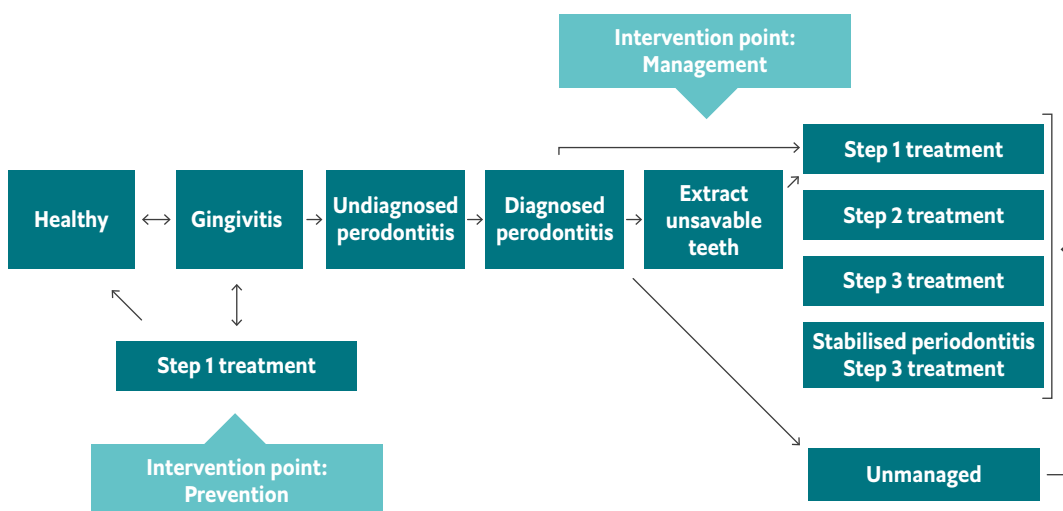 Intervention point:
Management
Step 1 treatment
Healthy
Gingivitis
Undiagnosed
perodontitis
Diagnosed
perodontitis
Extract
unsavable
teeth
Step 2 treatment
Step 3 treatment
Stabilised periodontitis
Step 3 treatment
Step 1 treatment
Intervention point:
Prevention
Unmanaged